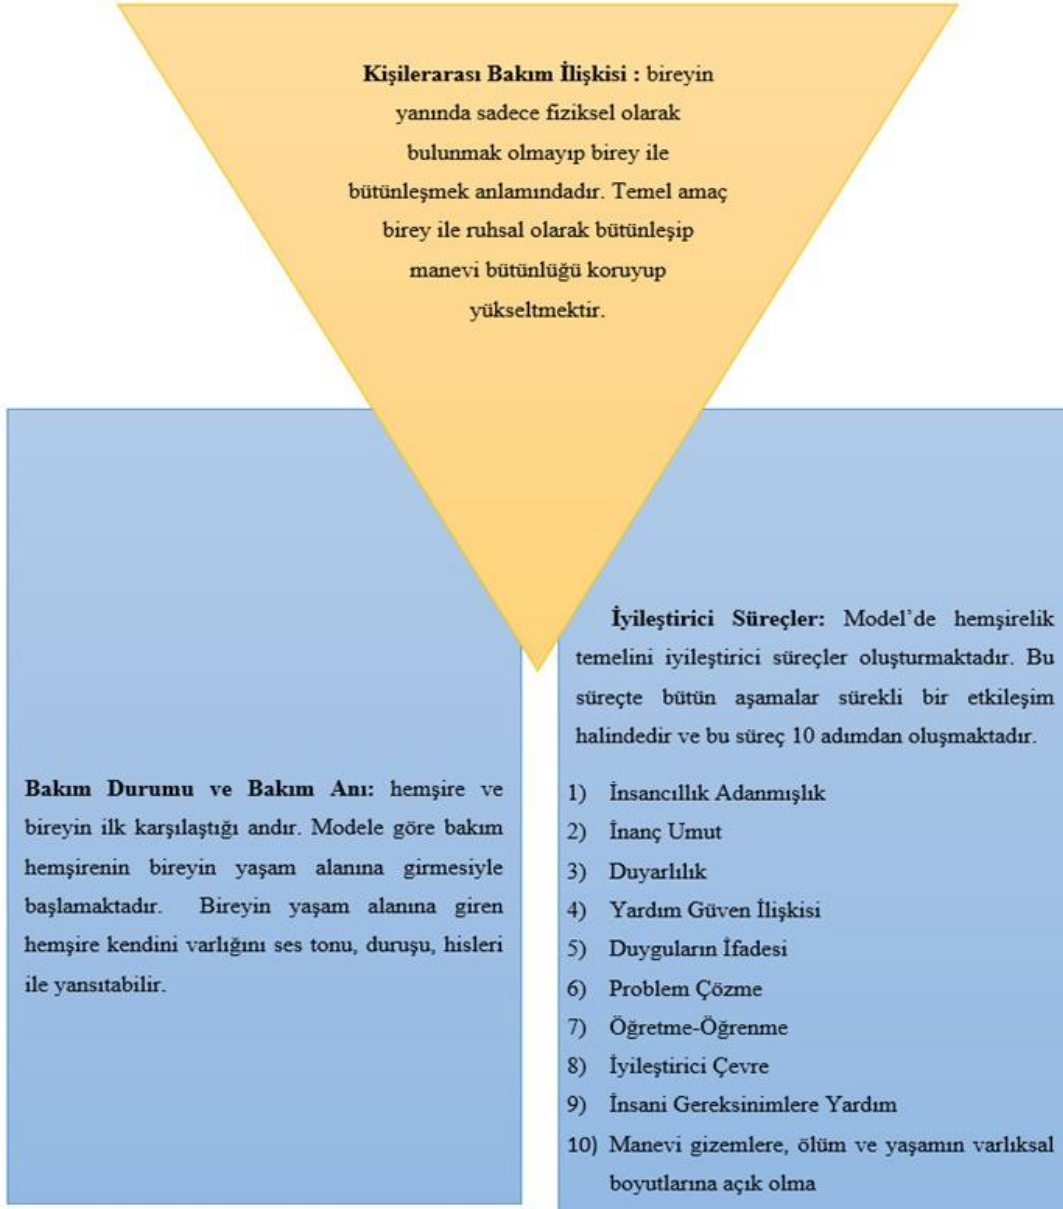 Kişilerarası Bakım İlişkisi : bireyin
yanında sadece fiziksel olarak
bulunmak olmayıp birey ile
bütünleşmek anlamındadır. Temel amaç
birey ile ruhsal olarak bütünleşip
manevi bütünlüğü koruyup
yükseltmektir.
Bakım Durumu ve Bakım Anı: hemşire ve
bireyin ilk karşılaştığı andır. Modele göre bakım
hemşirenin bireyin yaşam alanına girmesiyle
başlamaktadır. Bireyin yaşam alanına giren
hemşire kendini varlığını ses tonu, duruşu, hisleri
ile yansıtabilir.
İyileştirici Süreçler: Model’de hemşirelik
temelini iyileştirici süreçler oluşturmaktadır. Bu
süreçte bütün aşamalar sürekli bir etkileşim
halindedir ve bu süreç 10 adımdan oluşmaktadır.
1) İnsancıllık Adanmışlık
2) İnanç Umut
3) Duyarlılık
4) Yardım Güven İlişkisi
5) Duyguların İfadesi
6) Problem Çözme
7) Öğretme-Öğrenme
8) İyileştirici Çevre
9) İnsani Gereksinimlere Yardım
10) Manevi gizemlere, ölüm ve yaşamın varlıksal
boyutlarına açık olma